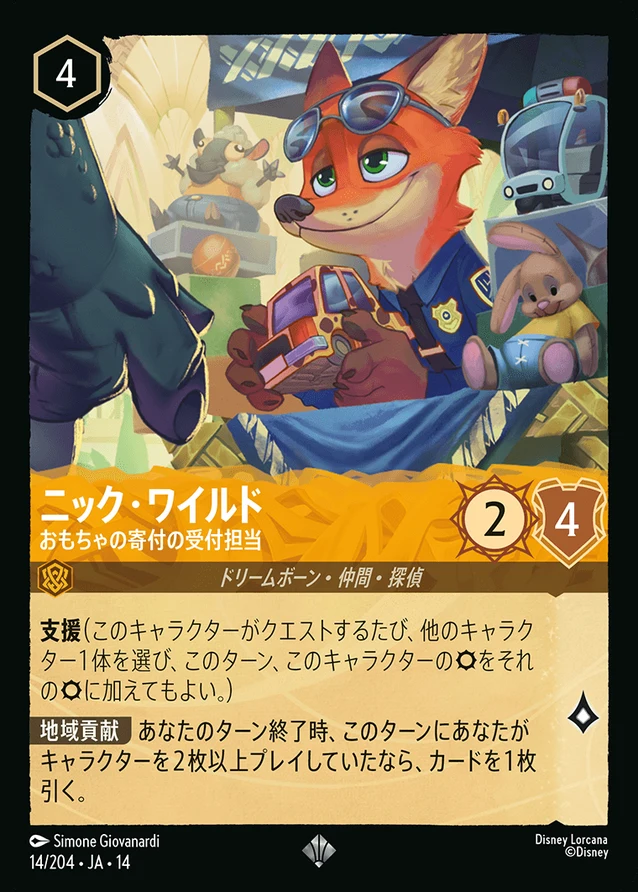 4
ニック・ワイルド
おもちゃの寄付の受付担当
2
4
ドリームボーン・仲間・探偵
支援(このキャラクターがクエストするたび、他のキャラク
ター1体を選び、このターン、このキャラクターの をそれ
の に加えてもよい。)
地域貢献 あなたのターン終了時、このターンにあなたが
キャラクターを2枚以上プレイしていたなら、カードを1枚
引く。
Simone Giovanardi
14/204・JA・14
Disney Lorcana
©Disney